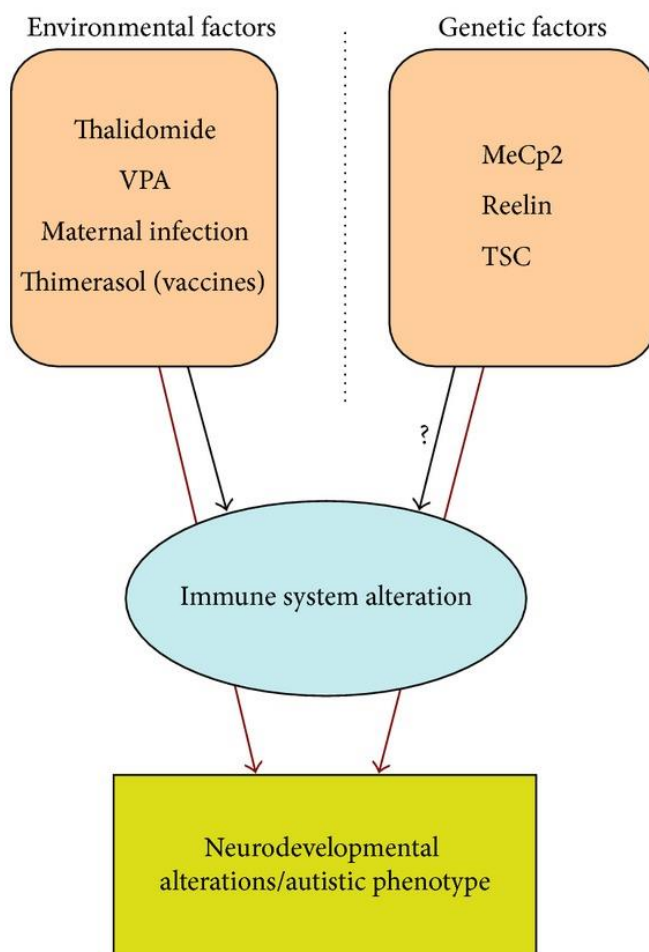 Environmental factors
Genetic factors
Thalidomide
VPA
Maternal infection
Thimerasol (vaccines)
MeCp2
Reelin
TSC
?
Immune system alteration
Neurodevelopmental
alterations/autistic phenotype